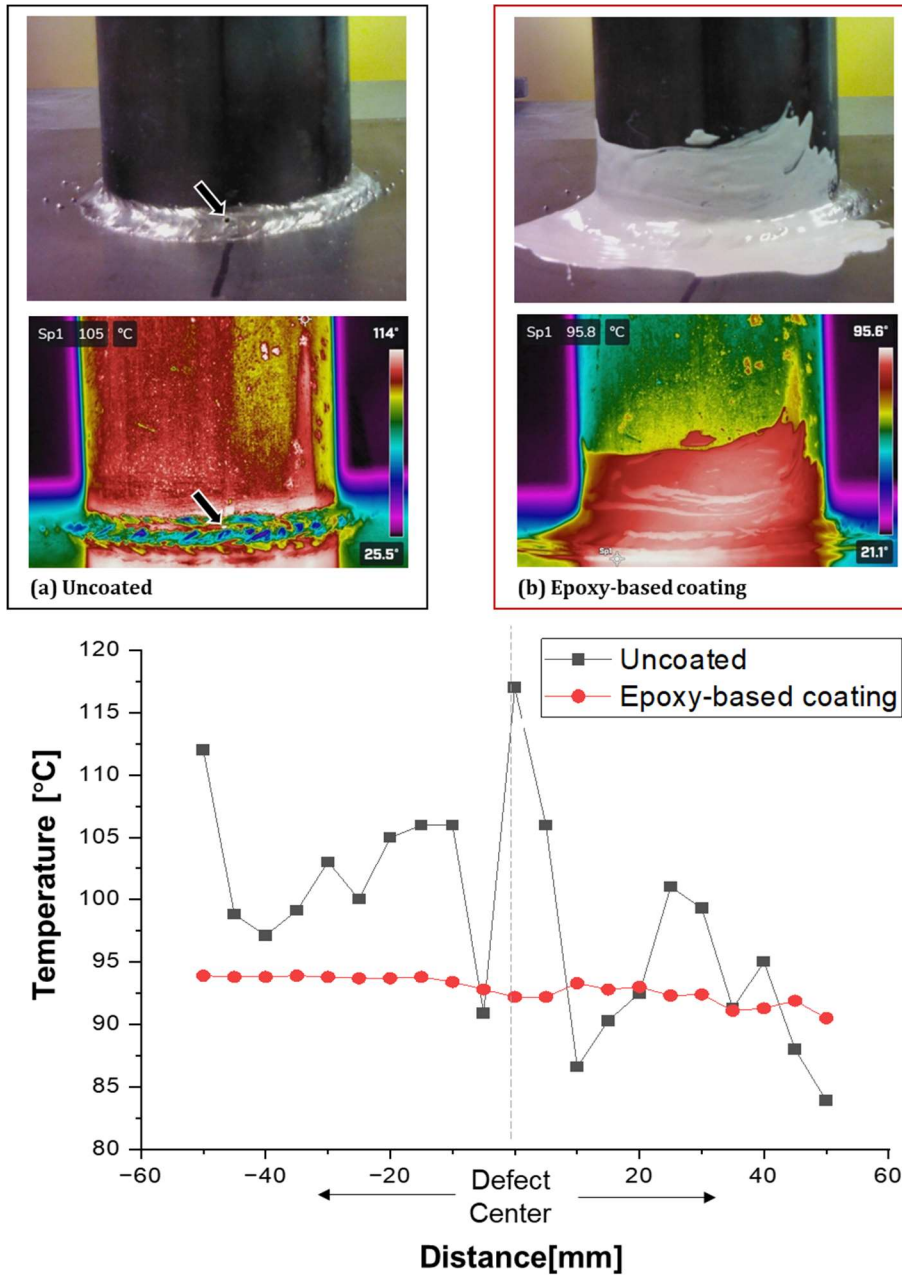 Sp1 105 °C
114°
25.5°
(a) Uncoated
Sp1 95.8 °C
95.6°
Sp1
21.1°
(b) Epoxy-based coating
Uncoated
Epoxy-based coating
120
115
110
105
100
95
90
85
80
−60
−40
−20
20
40
60
Defect
Center
Temperature [°C]
Distance[mm]